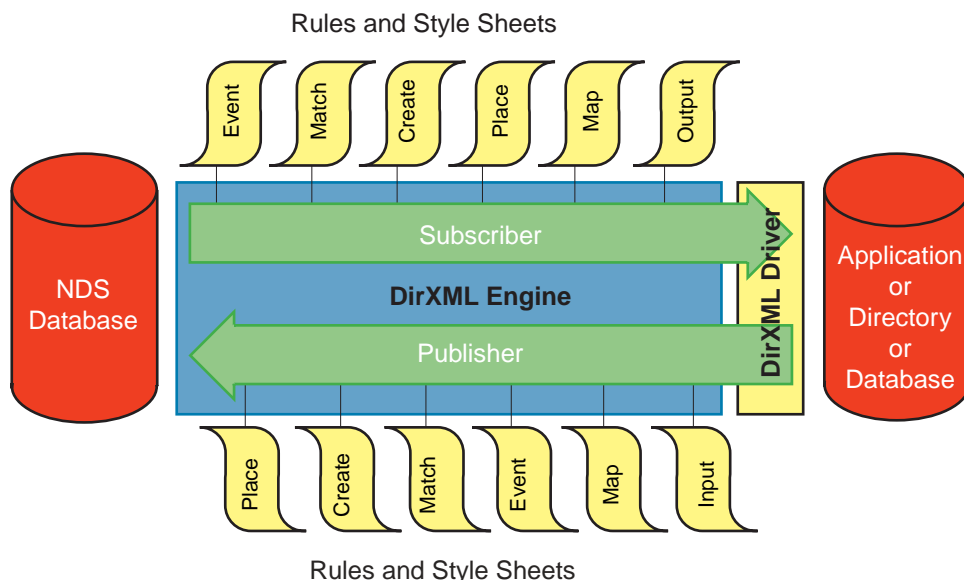 Rules and Style Sheets
Event
Match
Create
Place
Map
Output
NDS
Database
Subscriber
DirXML Engine
Publisher
DirXML Driver
Application
or
Directory
or
Database
Place
Create
Match
Event
Map
Input
Rules and Style Sheets